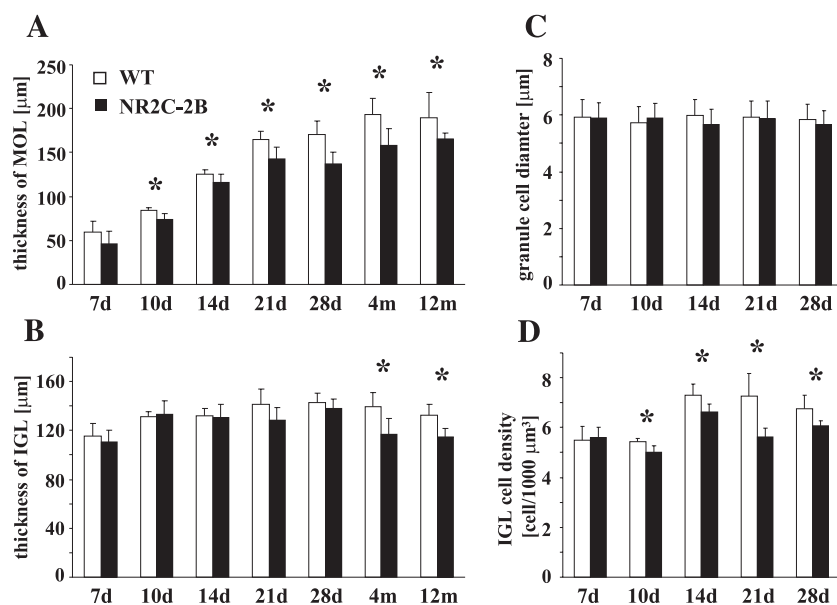 A
thickness of MOL [μm]
250
200
150
100
50
0
WT
NR2C-2B
*
*
*
*
*
*
7d 10d 14d 21d 28d 4m 12m
B
thickness of IGL [μm]
160
120
80
40
0
*
*
7d 10d 14d 21d 28d 4m 12m
C
granule cell diamter [μm]
8
6
4
2
0
7d 10d 14d 21d 28d
D
IGL cell density
[cell/1000 μm³]
8
6
4
2
0
*
*
*
*
7d 10d 14d 21d 28d